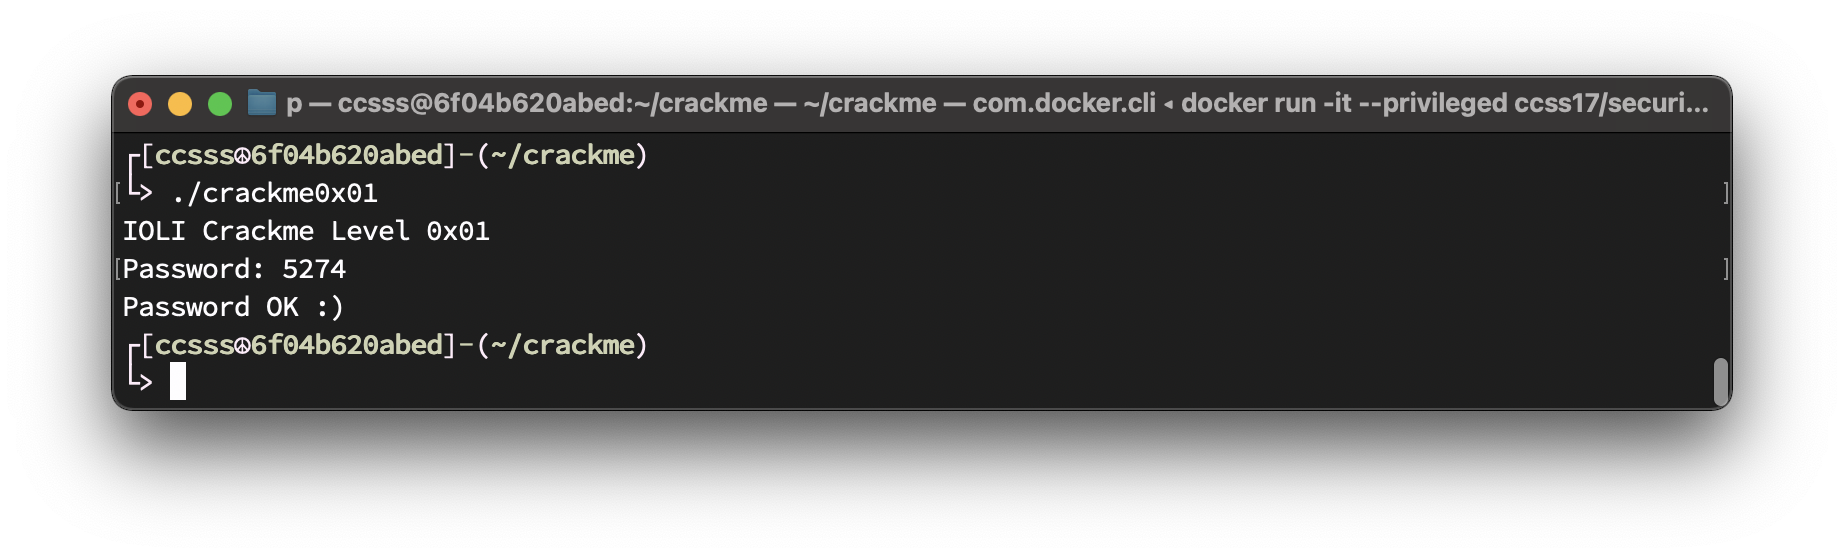 p — ccsss@6f04b620abed:~/crackme — ~/crackme — com.docker.cli ◂ docker run -it --privileged ccss17/securi...
┌[ccsss☮6f04b620abed]-(~/crackme)
[└> ./crackme0x01 ]
IOLI Crackme Level 0x01
[Password: 5274 ]
Password OK :)
┌[ccsss☮6f04b620abed]-(~/crackme)
└>